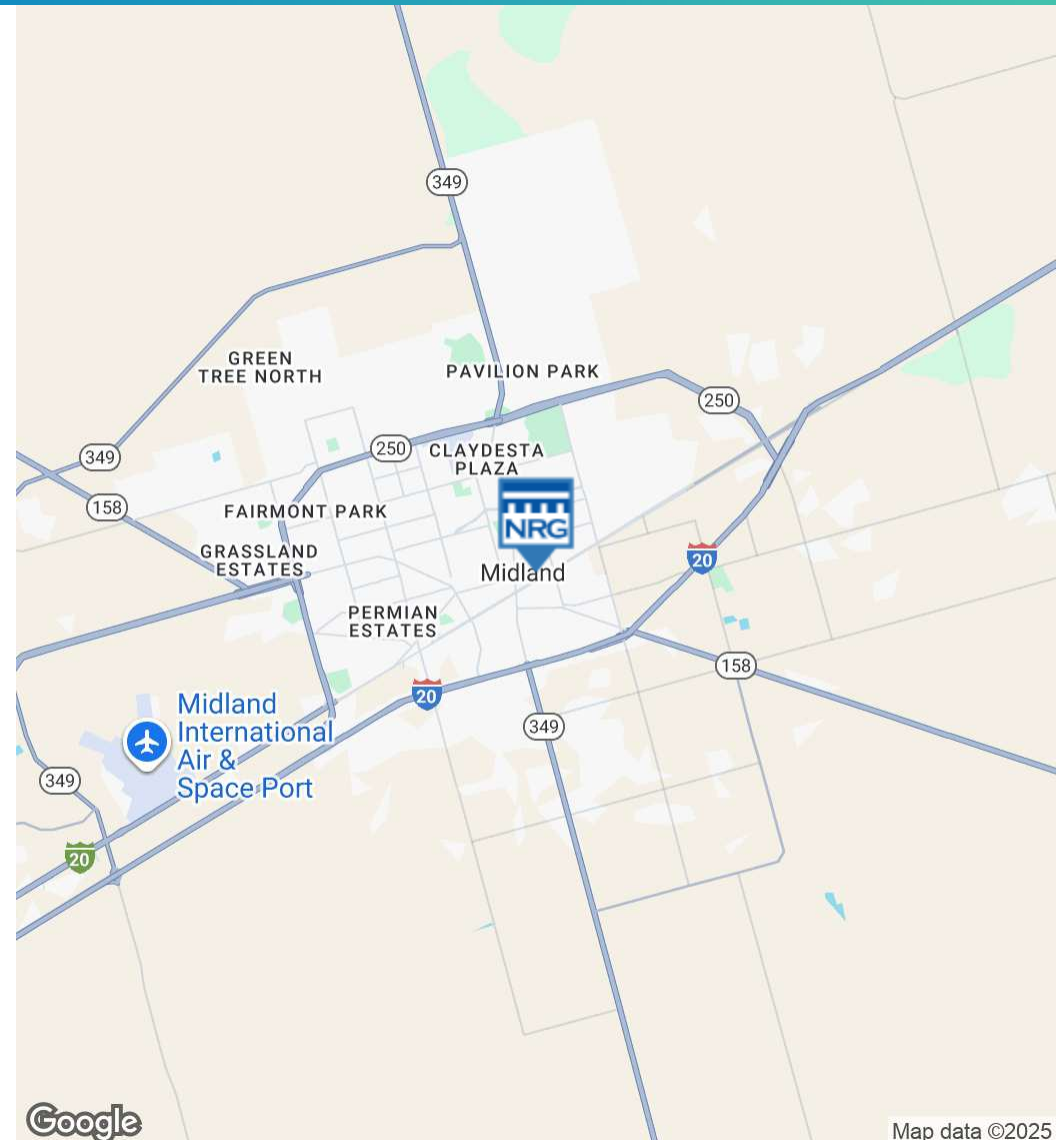 349
GREEN
TREE NORTH
PAVILION PARK
250
250
CLAYDESTA
PLAZA
349
158
FAIRMONT PARK
NRG
GRASSLAND
ESTATES
20
Midland
PERMIAN
ESTATES
158
20
349
Midland
International
Air &
Space Port
349
20
Google
Map data ©2025